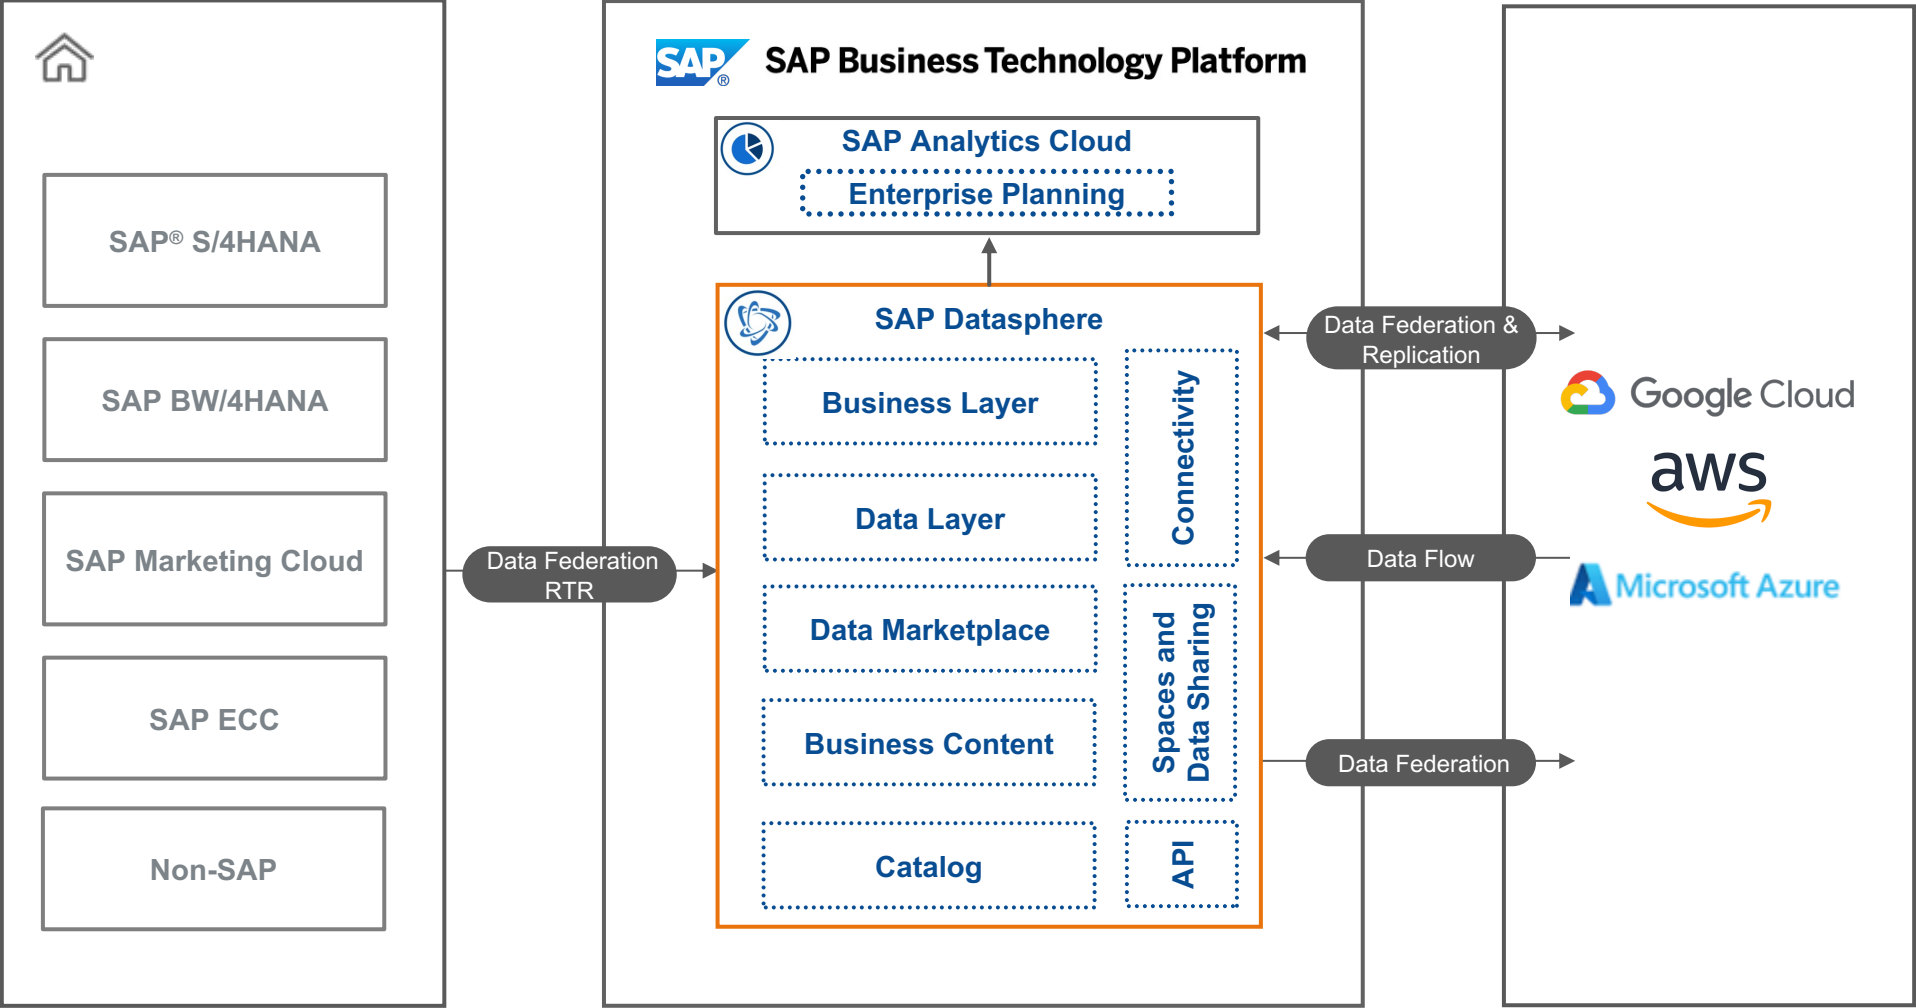 SAP® S/4HANA
SAP BW/4HANA
SAP Marketing Cloud
SAP ECC
Non-SAP
Data Federation
RTR
SAP® SAP Business Technology Platform
SAP Analytics Cloud
Enterprise Planning
SAP Datasphere
Business Layer
Data Layer
Data Marketplace
Business Content
Catalog
Connectivity
Spaces and
Data Sharing
API
Data Federation &
Replication
Data Flow
Data Federation
Google Cloud
aws
Microsoft Azure